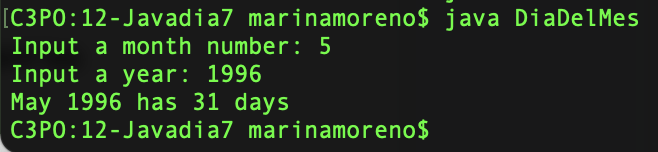 [C3PO:12-Javadia7 marinamoreno$ java DiaDelMes
Input a month number: 5
Input a year: 1996
May 1996 has 31 days
C3PO:12-Javadia7 marinamoreno$